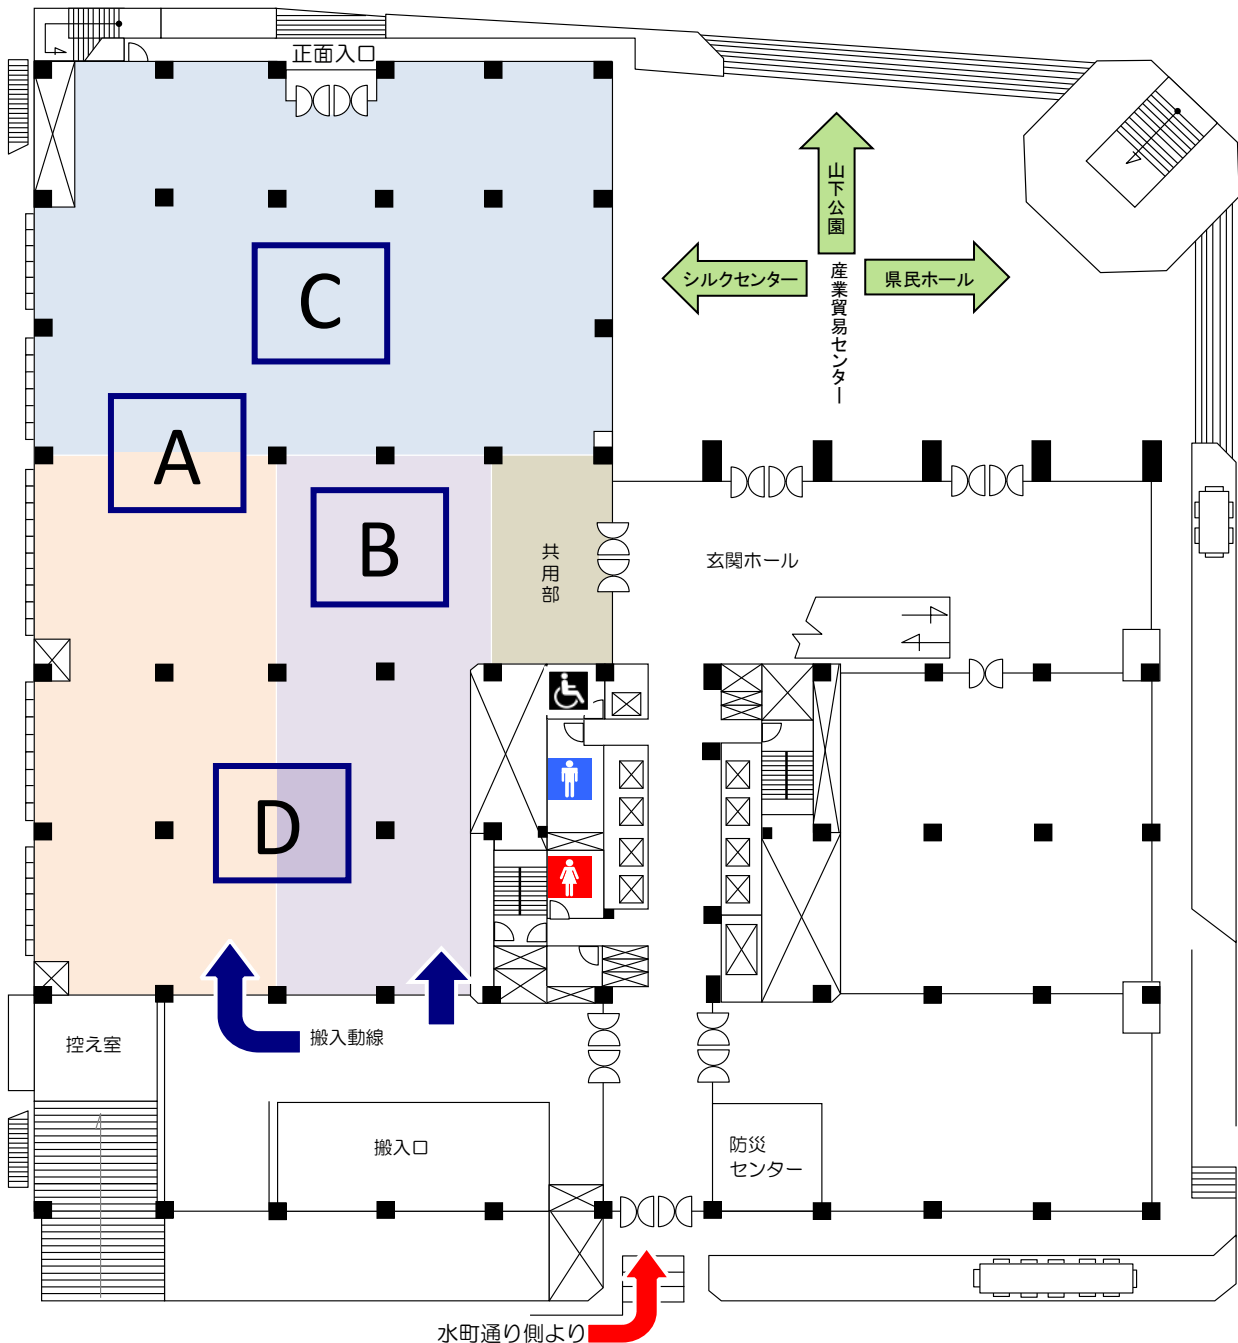 正面入口
山下公園
シルクセンター
産業貿易センター
県民ホール
C
A
B
共用部
玄関ホール
D
控え室
搬入動線
搬入口
防災
センター
水町通り側より